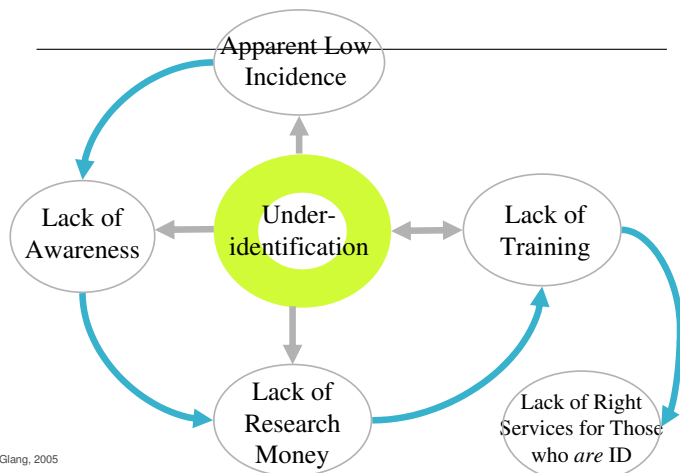 Apparent Low
Incidence
Lack of
Awareness
Under-
identification
Lack of
Training
Lack of
Research
Money
Lack of Right
Services for Those
who are ID
Glang, 2005